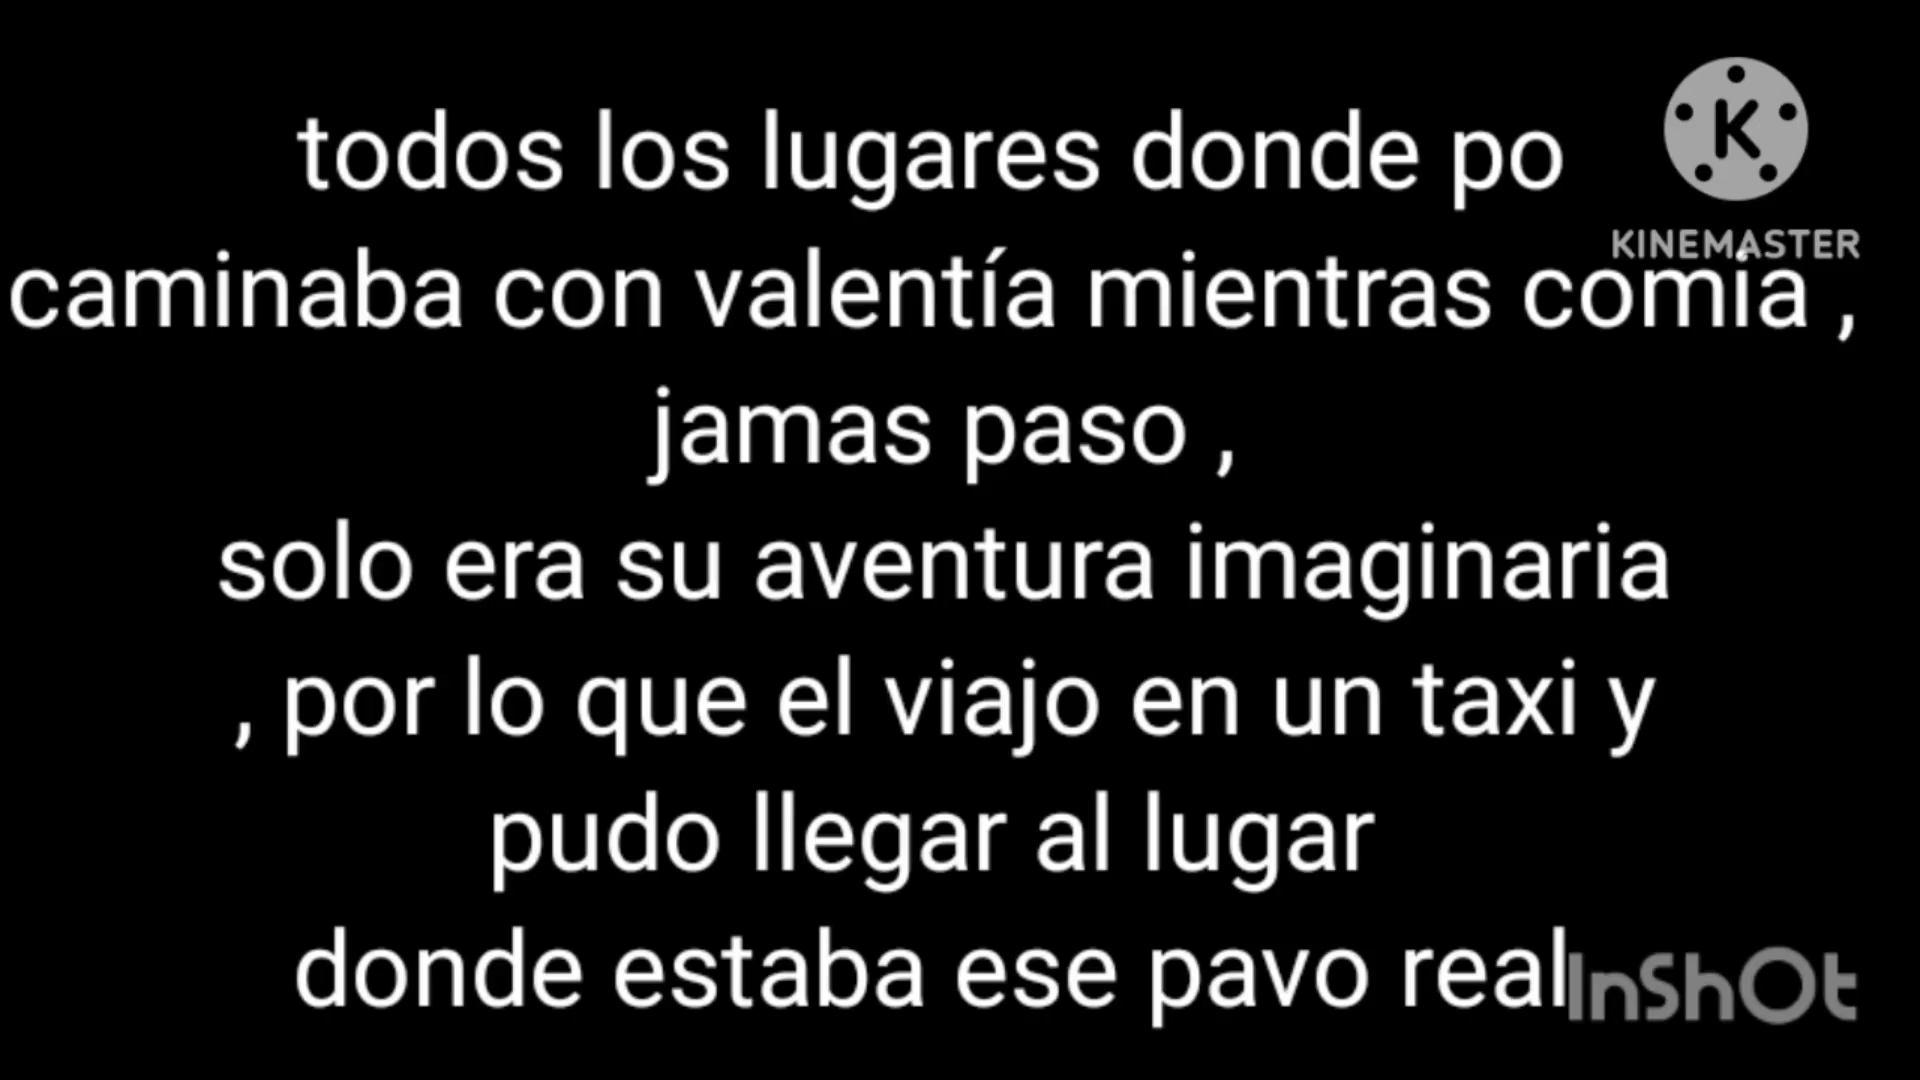 todos los lugares donde po
caminaba con valentía mientras comía ,
jamas paso ,
solo era su aventura imaginaria
, por lo que el viajo en un taxi y
pudo llegar al lugar
donde estaba ese pavo real
K
KINEMASTER
InShOt